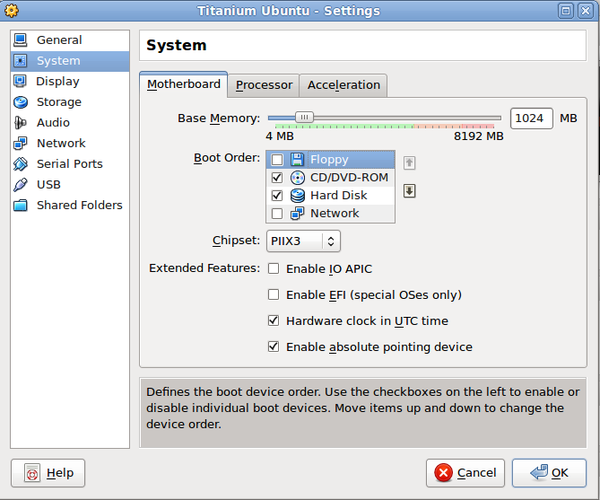 Titanium Ubuntu - Settings
General
System
Display
Storage
Audio
Network
Serial Ports
USB
Shared Folders
System
Motherboard Processor Acceleration
Base Memory: 1024 MB
4 MB 8192 MB
Boot Order: Floppy
CD/DVD-ROM
Hard Disk
Network
Chipset: PIIX3
Extended Features: Enable IO APIC
Enable EFI (special OSes only)
Hardware clock in UTC time
Enable absolute pointing device
Defines the boot device order. Use the checkboxes on the left to enable or
disable individual boot devices. Move items up and down to change the
device order.
Help Cancel OK